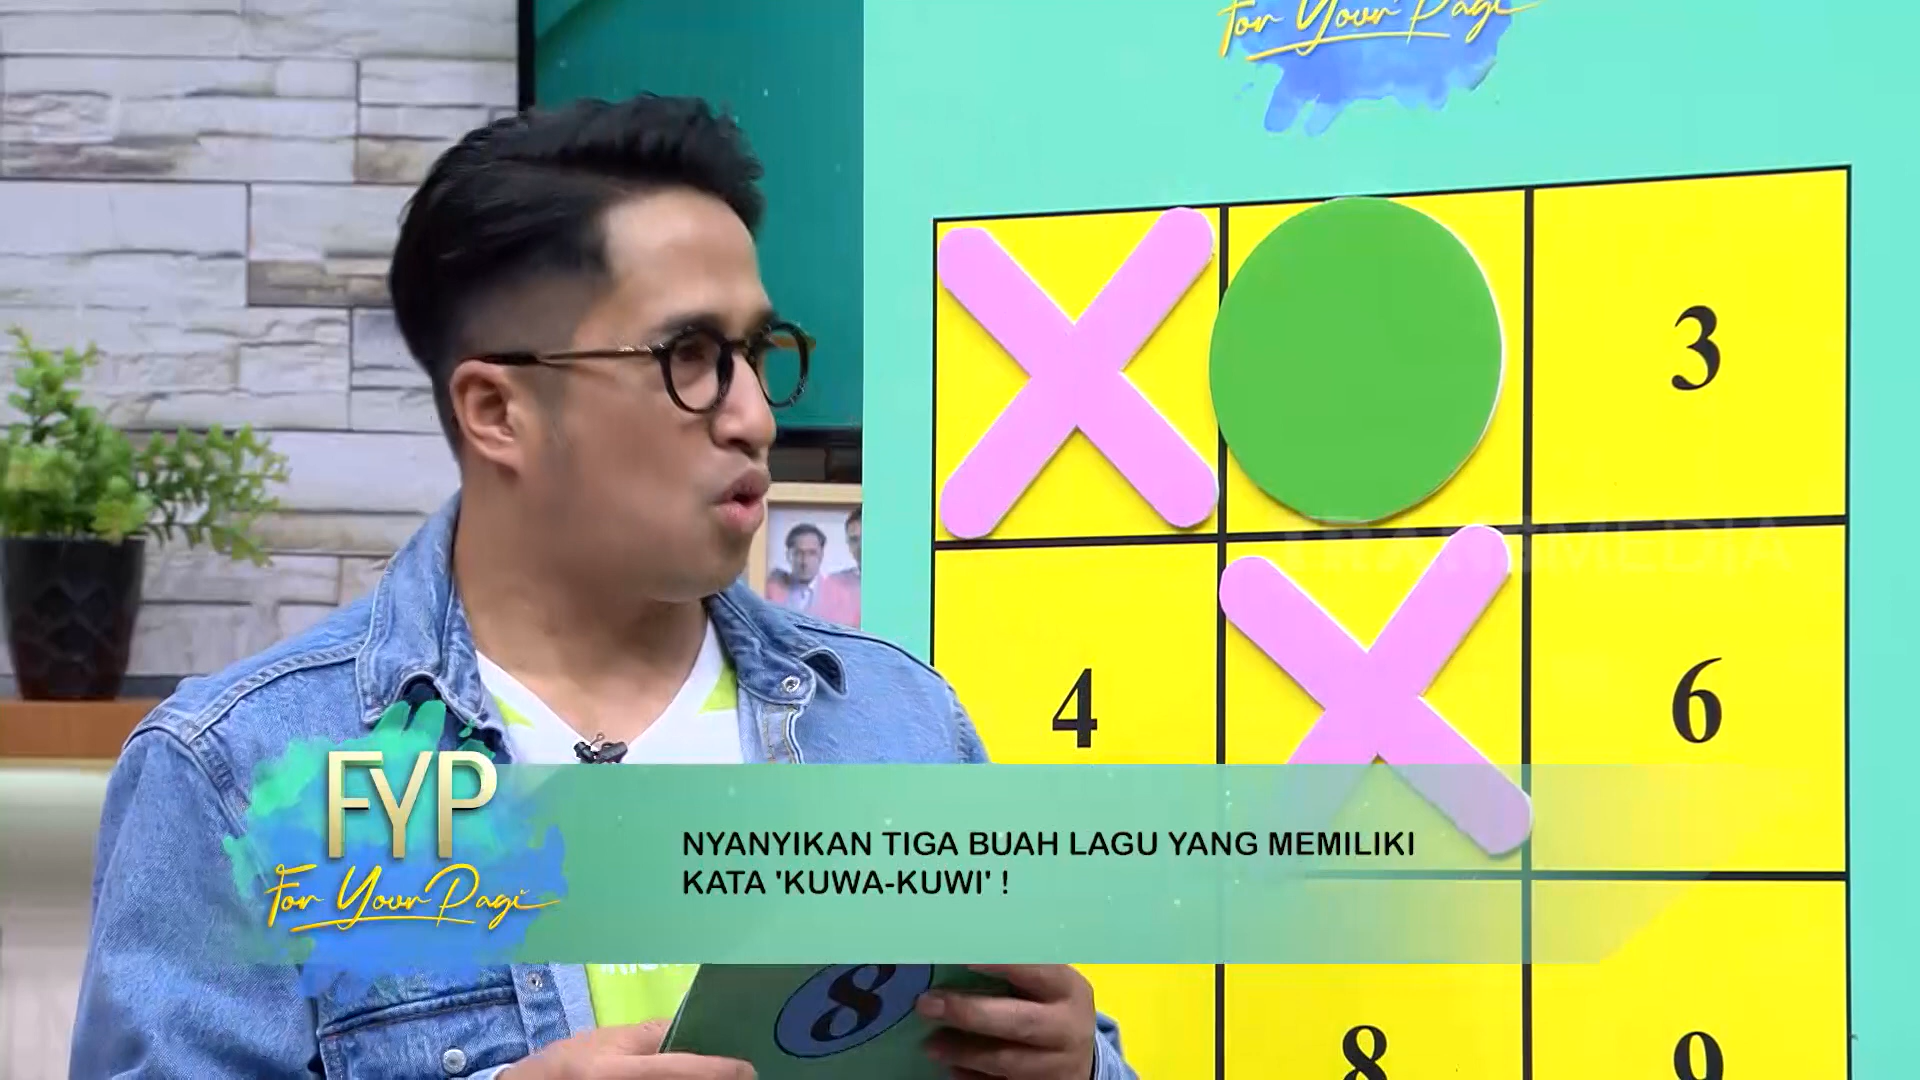 For Your Pagi
3
TRANSMEDIA
4
6
FYP
For Your Pagi
NYANYIKAN TIGA BUAH LAGU YANG MEMILIKI
KATA 'KUWA-KUWI' !
8
8
9